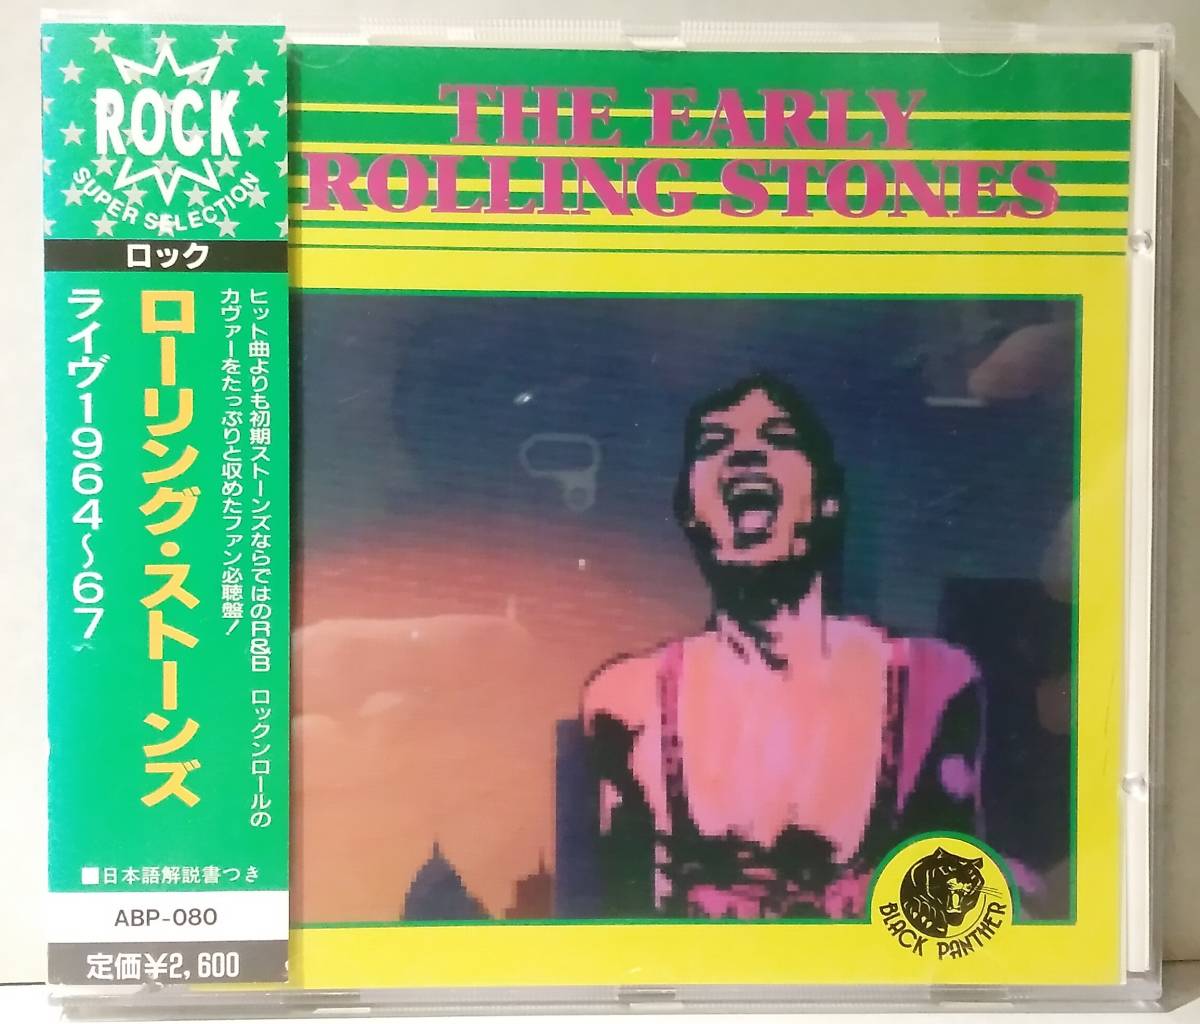 ROCK
SUPER SELECTION
ロック
ヒット曲よりも初期ストーンズならではのR&B ロックンロールの
カヴァーをたっぷりと収めたファン必聴盤!
ローリング・ストーンズ
ライヴ1964〜67
■日本語解説書つき
ABP-080
定価¥2,600
THE EARLY
ROLLING STONES
BLACK PANTHER